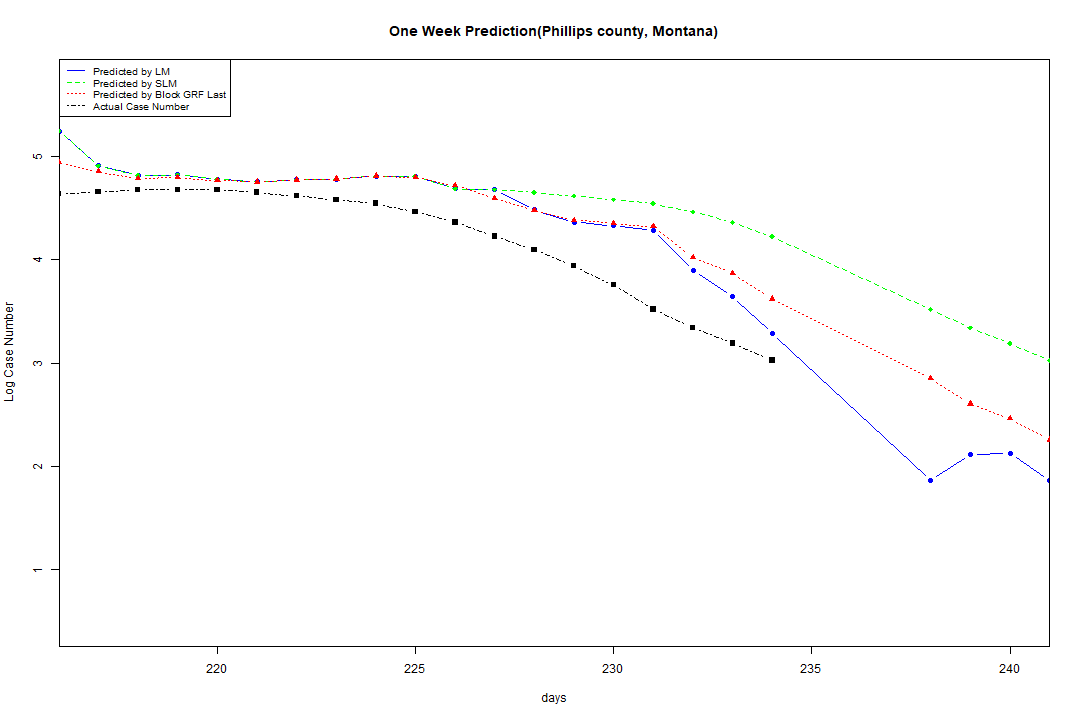 One Week Prediction(Phillips county, Montana)
Predicted by LM
Predicted by SLM
Predicted by Block GRF Last
Actual Case Number
5
4
3
2
1
Log Case Number
220 225 230 235 240
days